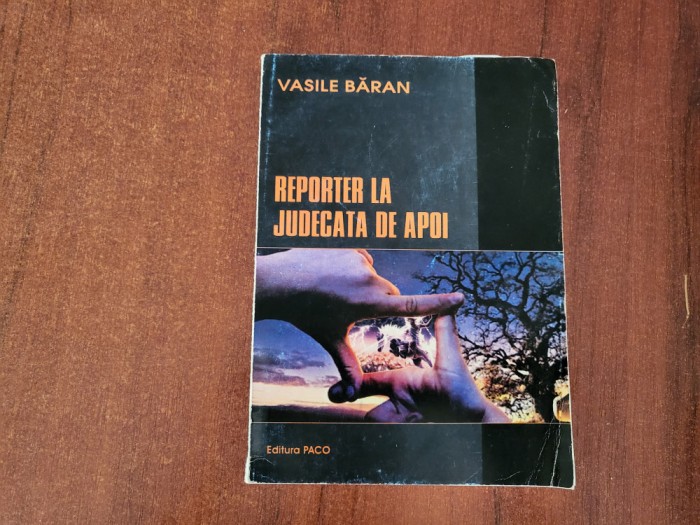 VASILE BĂRAN
REPORTER LA
JUDECATA DE APOI
Editura PACO